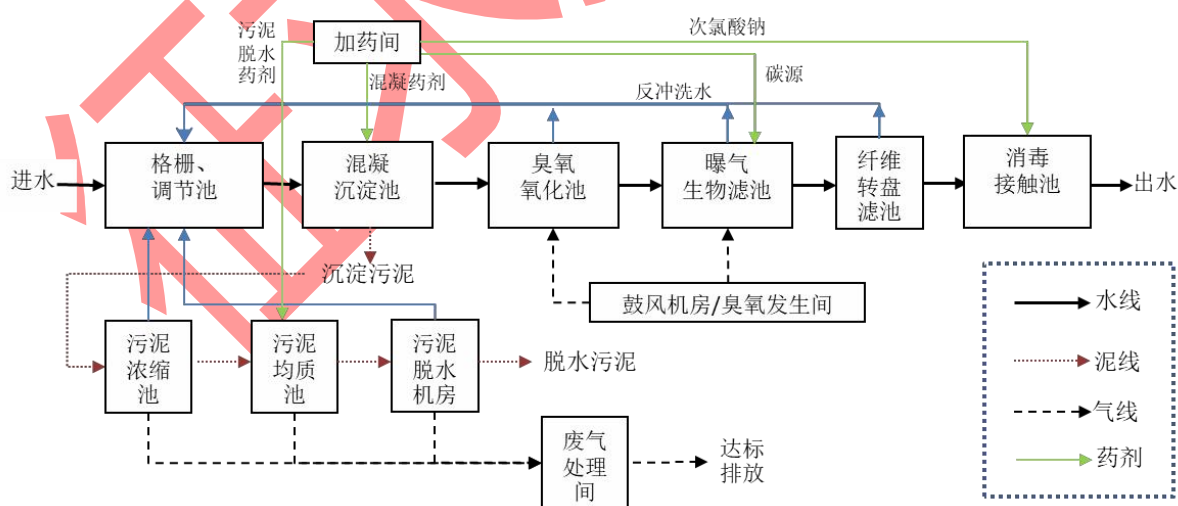 污泥
脱水
药剂
加药间
次氯酸钠
混凝药剂
碳源
反冲洗水
进水
格栅、
调节池
混凝
沉淀池
臭氧
氧化池
曝气
生物滤池
纤维
转盘
滤池
消毒
接触池
出水
沉淀污泥
鼓风机房/臭氧发生间
污泥
浓缩
池
污泥
均质
池
污泥
脱水
机房
脱水污泥
废气
处理
间
达标
排放
水线
泥线
气线
药剂